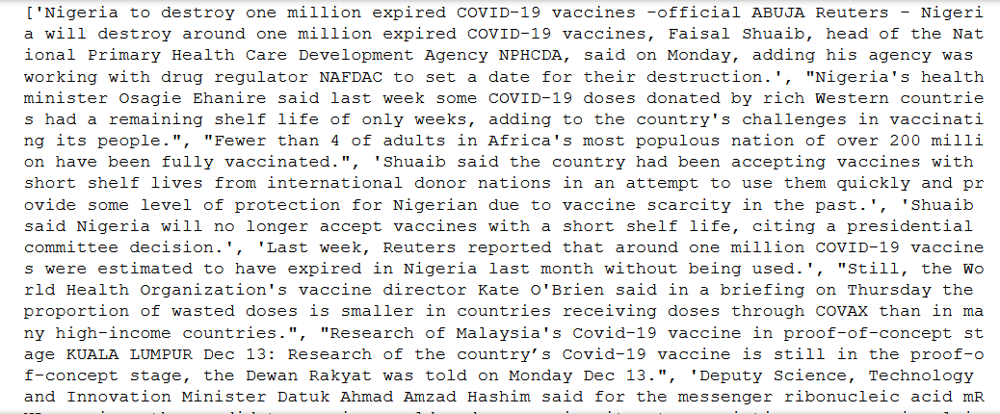 ['Nigeria to destroy one million expired COVID-19 vaccines -official ABUJA Reuters - Nigeri
a will destroy around one million expired COVID-19 vaccines, Faisal Shuaib, head of the Nat
ional Primary Health Care Development Agency NPHCDA, said on Monday, adding his agency was
working with drug regulator NAFDAC to set a date for their destruction.', "Nigeria's health
minister Osagie Ehanire said last week some COVID-19 doses donated by rich Western countrie
s had a remaining shelf life of only weeks, adding to the country's challenges in vaccinati
ng its people.", "Fewer than 4 of adults in Africa's most populous nation of over 200 milli
on have been fully vaccinated.", 'Shuaib said the country had been accepting vaccines with
short shelf lives from international donor nations in an attempt to use them quickly and pr
ovide some level of protection for Nigerian due to vaccine scarcity in the past.', 'Shuaib
said Nigeria will no longer accept vaccines with a short shelf life, citing a presidential
committee decision.', 'Last week, Reuters reported that around one million COVID-19 vaccine
s were estimated to have expired in Nigeria last month without being used.', "Still, the Wo
rld Health Organization's vaccine director Kate O'Brien said in a briefing on Thursday the
proportion of wasted doses is smaller in countries receiving doses through COVAX than in ma
ny high-income countries.", "Research of Malaysia's Covid-19 vaccine in proof-of-concept st
age KUALA LUMPUR Dec 13: Research of the country’s Covid-19 vaccine is still in the proof-o
f-concept stage, the Dewan Rakyat was told on Monday Dec 13.", 'Deputy Science, Technology
and Innovation Minister Datuk Ahmad Amzad Hashim said for the messenger ribonucleic acid mR